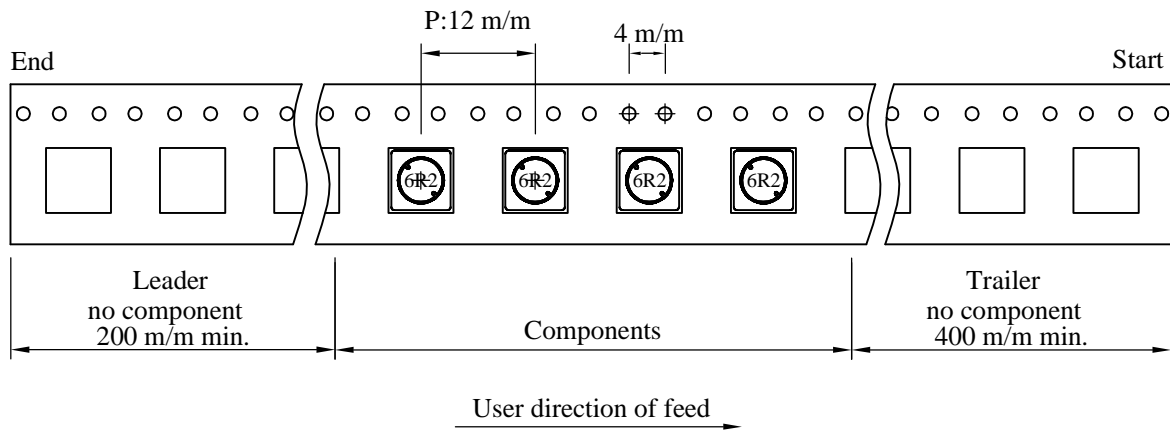 P:12 m/m
4 m/m
End
Start
6R2
6R2
6R2
6R2
Leader
no component
200 m/m min.
Components
Trailer
no component
400 m/m min.
User direction of feed